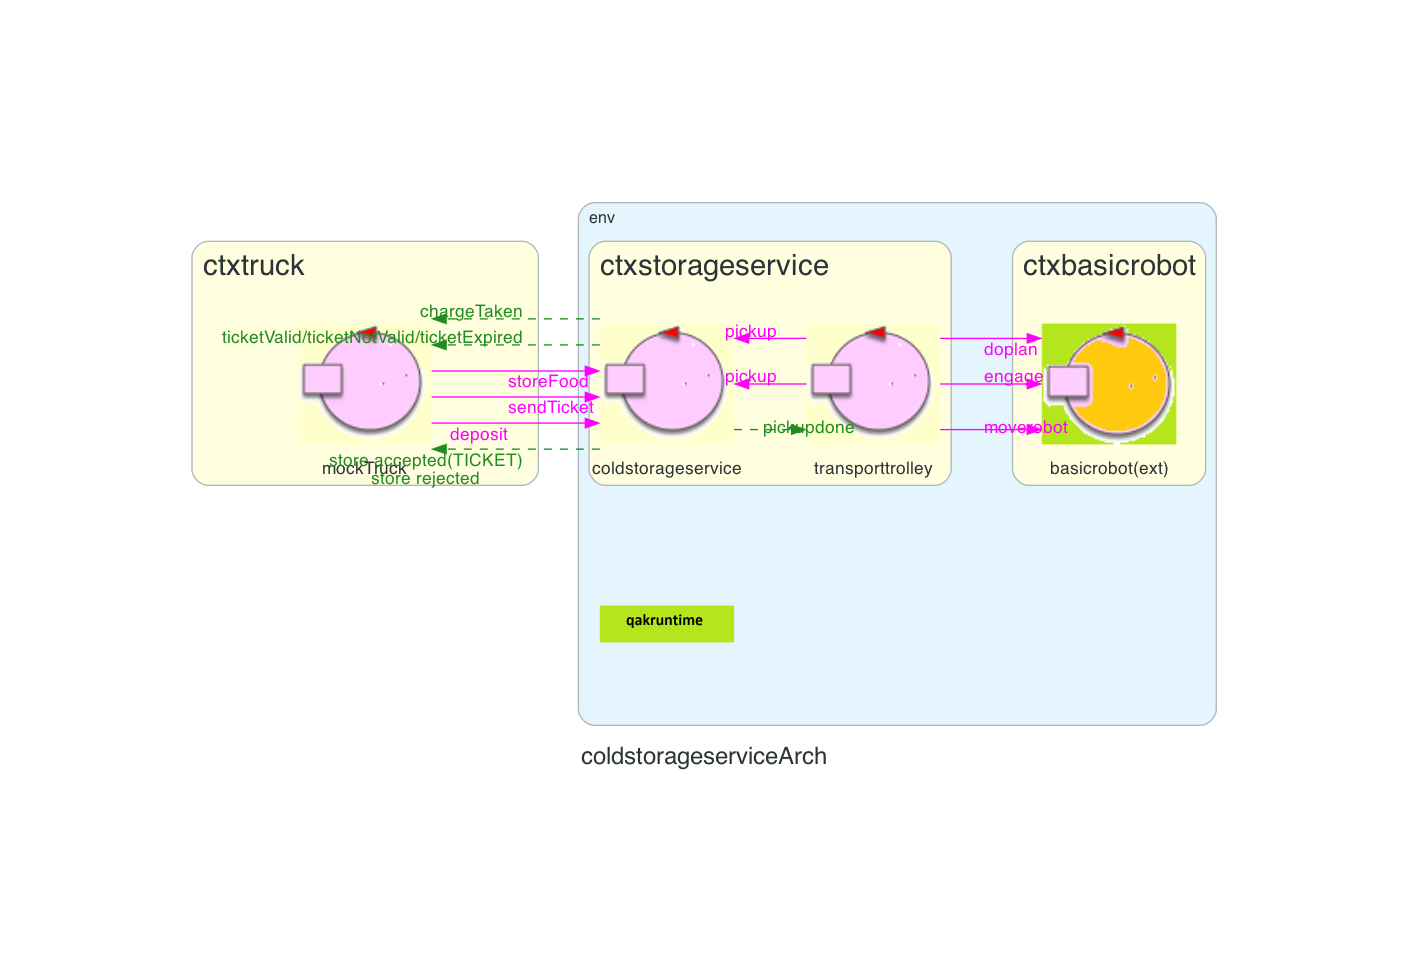 env
ctxtruck
ctxstorageservice
ctxbasicrobot
chargeTaken
ticketValid/ticketNotValid/ticketExpired
storeFood
sendTicket
deposit
store accepted(TICKET)
store rejected
mockTruck
pickup
pickup
pickupdone
coldstorageservice
transporttrolley
doplan
engage
moverobot
basicrobot(ext)
qakruntime
coldstorageserviceArch